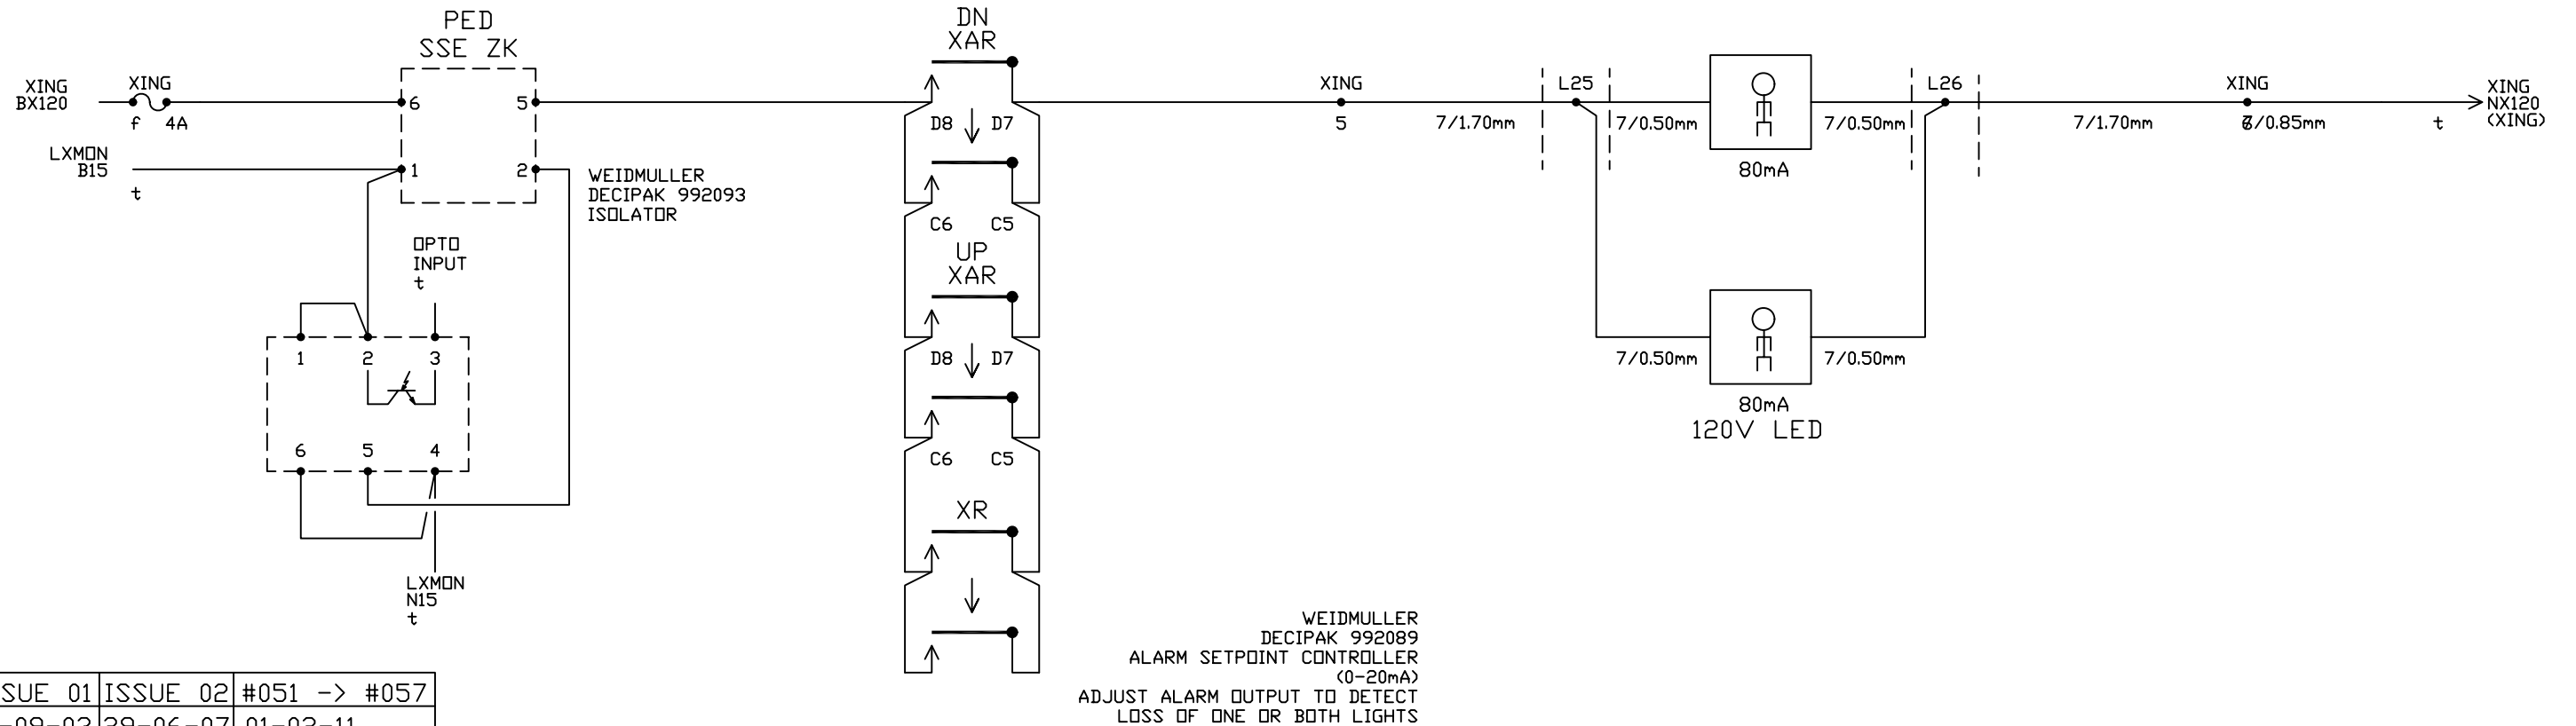 PED
SSE ZK
DN
XAR
XING
BX120
XING
f 4A
6 5
LXMON
B15
t
1 2
WEIDMULLER
DECIPAK 992093
ISOLATOR
OPTO
INPUT
t
1 2 3
6 5 4
LXMON
N15
t
D8 D7
C6 C5
UP
XAR
D8 D7
C6 C5
XR
XING
5
7/1.70mm
L25
7/0.50mm
80mA
7/0.50mm
L26
7/1.70mm
XING
7/0.85mm
t
XING
NX120
(XING)
7/0.50mm
7/0.50mm
80mA
120V LED
WEIDMULLER
DECIPAK 992089
ALARM SETPOINT CONTROLLER
(0-20mA)
ADJUST ALARM OUTPUT TO DETECT
LOSS OF ONE OR BOTH LIGHTS
SUE 01 ISSUE 02 #051 -> #057